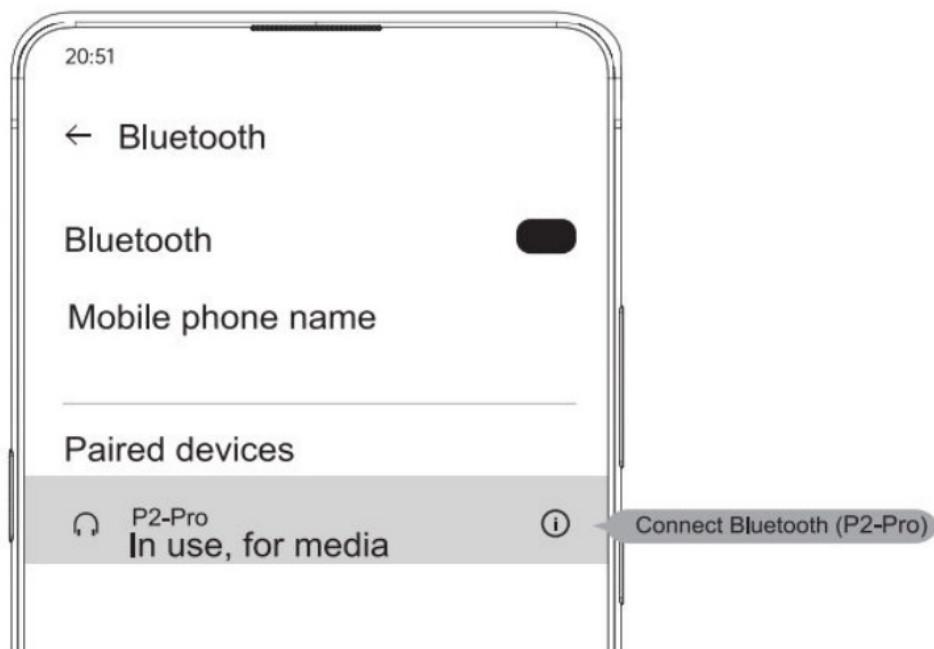 20:51
← Bluetooth
Bluetooth
Mobile phone name
Paired devices
P2-Pro
In use, for media
Connect Bluetooth (P2-Pro)